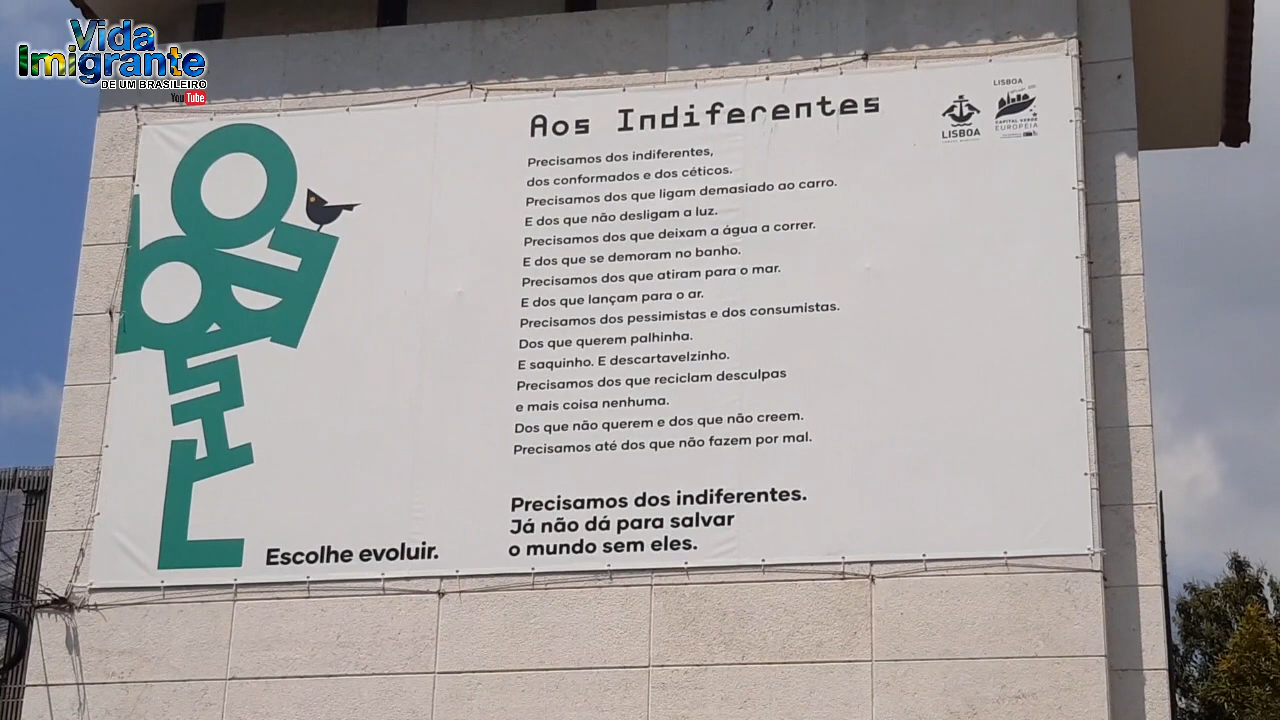 Vida
Imigrante
DE UM BRASILEIRO
YouTube
Aos Indiferentes
LISBOA
LISBOA
CAPITAL VERDE
EUROPEIA
Precisamos dos indiferentes,
dos conformados e dos céticos.
Precisamos dos que ligam demasiado ao carro.
E dos que não desligam a luz.
Precisamos dos que deixam a água a correr.
E dos que se demoram no banho.
Precisamos dos que atiram para o mar.
E dos que lançam para o ar.
Precisamos dos pessimistas e dos consumistas.
Dos que querem palhinha.
E saquinho. E descartavelzinho.
Precisamos dos que reciclam desculpas
e mais coisa nenhuma.
Dos que não querem e dos que não creem.
Precisamos até dos que não fazem por mal.
Precisamos dos indiferentes.
Já não dá para salvar
o mundo sem eles.
Escolhe evoluir.